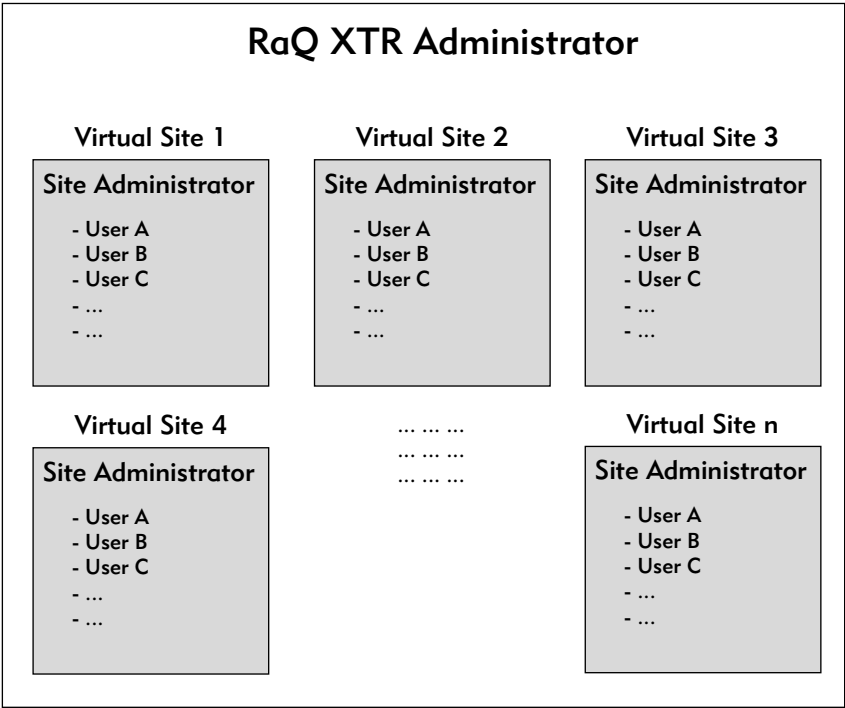 RaQ XTR Administrator
Virtual Site 1
Site Administrator
- User A
- User B
- User C
- ...
- ...
Virtual Site 2
Site Administrator
- User A
- User B
- User C
- ...
- ...
Virtual Site 3
Site Administrator
- User A
- User B
- User C
- ...
- ...
Virtual Site 4
Site Administrator
- User A
- User B
- User C
- ...
- ...
... ... ...
... ... ...
... ... ...
Virtual Site n
Site Administrator
- User A
- User B
- User C
- ...
- ...